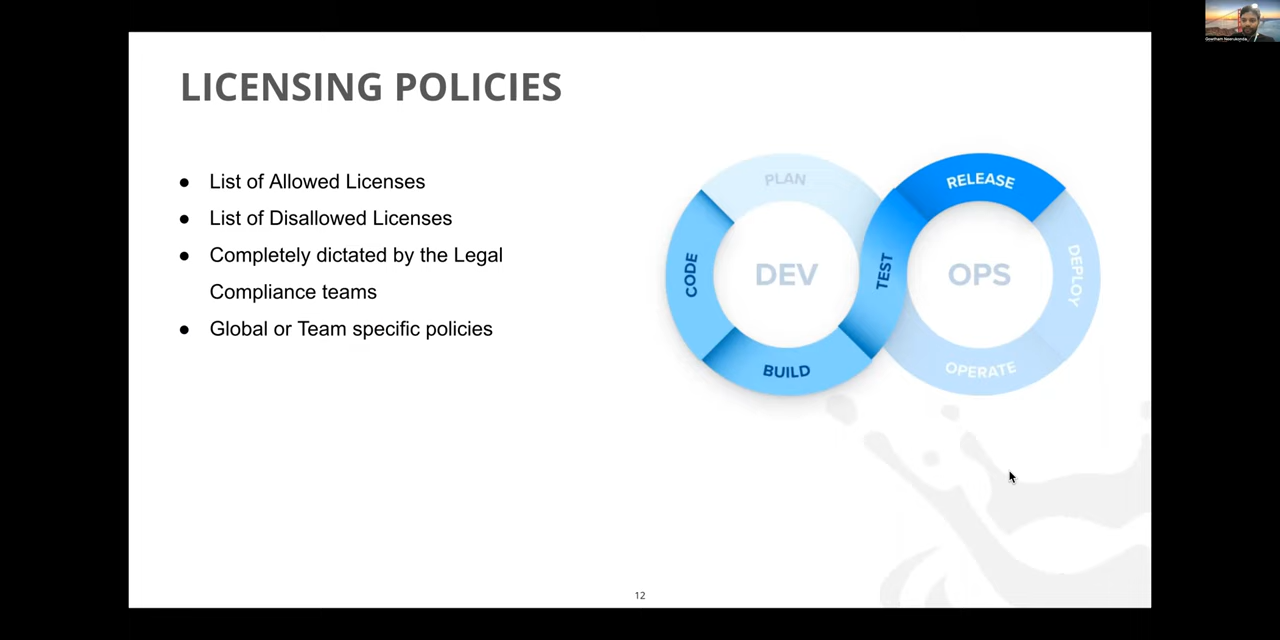 LICENSING POLICIES
● List of Allowed Licenses
● List of Disallowed Licenses
● Completely dictated by the Legal
Compliance teams
● Global or Team specific policies
PLAN
CODE
DEV
BUILD
TEST
RELEASE
OPS
DEPLOY
OPERATE
12